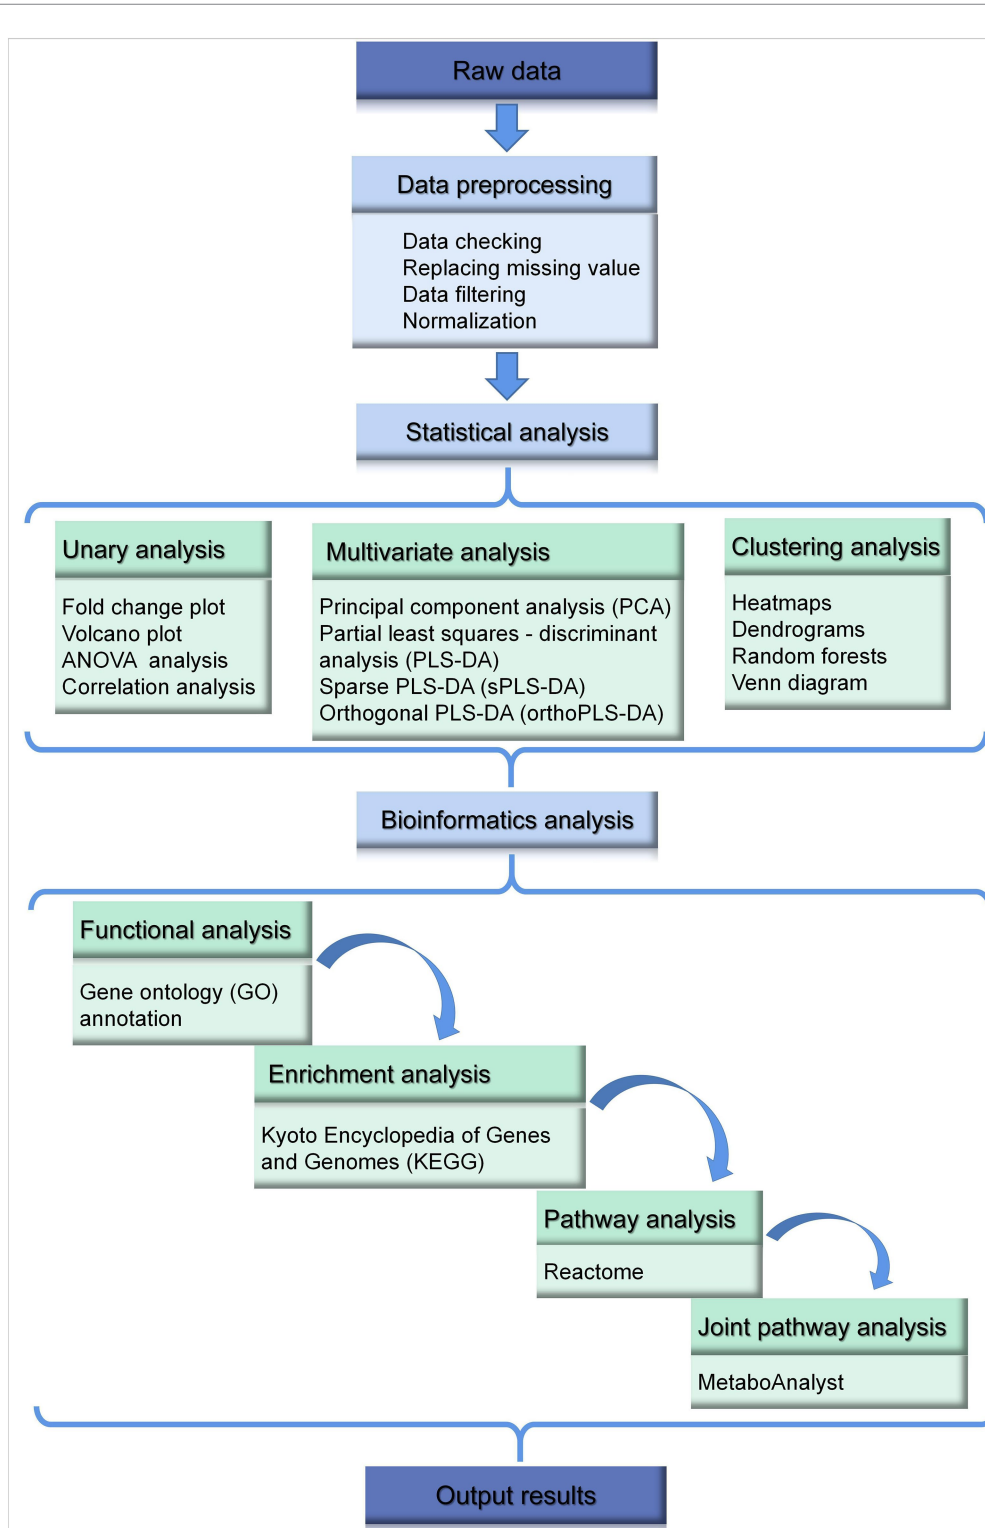 Raw data
Data preprocessing
Data checking
Replacing missing value
Data filtering
Normalization
Statistical analysis
Unary analysis
Fold change plot
Volcano plot
ANOVA analysis
Correlation analysis
Multivariate analysis
Principal component analysis (PCA)
Partial least squares - discriminant
analysis (PLS-DA)
Sparse PLS-DA (sPLS-DA)
Orthogonal PLS-DA (orthoPLS-DA)
Clustering analysis
Heatmaps
Dendrograms
Random forests
Venn diagram
Bioinformatics analysis
Functional analysis
Gene ontology (GO)
annotation
Enrichment analysis
Kyoto Encyclopedia of Genes
and Genomes (KEGG)
Pathway analysis
Reactome
Joint pathway analysis
MetaboAnalyst
Output results